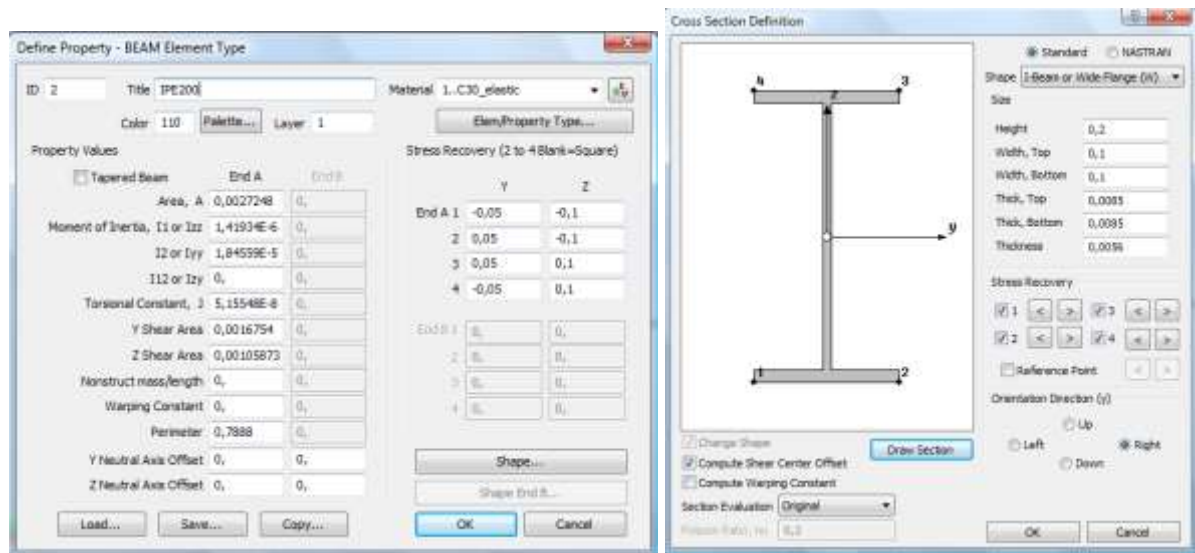 Define Property - BEAM Element Type
ID 2 Title IPE200 Material 1..C30_elastic
Color 110 Palette... Layer 1 Elem/Property Type...
Property Values
Tapered Beam End A End B
Area, A 0,0027248 0,
Moment of Inertia, I1 or Izz 1,41934E-6 0,
I2 or Iyy 1,84559E-5 0,
I12 or Izy 0, 0,
Torsional Constant, J 5,15548E-8 0,
Y Shear Area 0,0016754 0,
Z Shear Area 0,00105873 0,
Nonstruct mass/length 0, 0,
Warping Constant 0, 0,
Perimeter 0,7888 0,
Y Neutral Axis Offset 0, 0,
Z Neutral Axis Offset 0, 0,
Load... Save... Copy...
Stress Recovery (2 to 4 Blank=Square)
Y Z
End A 1 -0,05 -0,1
2 0,05 -0,1
3 0,05 0,1
4 -0,05 0,1
End B 1 0, 0,
2 0, 0,
3 0, 0,
4 0, 0,
Shape...
Shape End B...
OK Cancel
Cross Section Definition
4 3
z
y
1 2
Change Shape
Compute Shear Center Offset
Draw Section
Compute Warping Constant
Section Evaluation Original
0,3
Standard NASTRAN
Shape I-Beam or Wide Flange (W)
Size
Height 0,2
Width, Top 0,1
Width, Bottom 0,1
Thick, Top 0,0085
Thick, Bottom 0,0085
Thickness 0,0056
Stress Recovery
1 < > 3 < >
2 < > 4 < >
Reference Point < >
Orientation Direction (y)
Up
Left Right
Down
OK Cancel